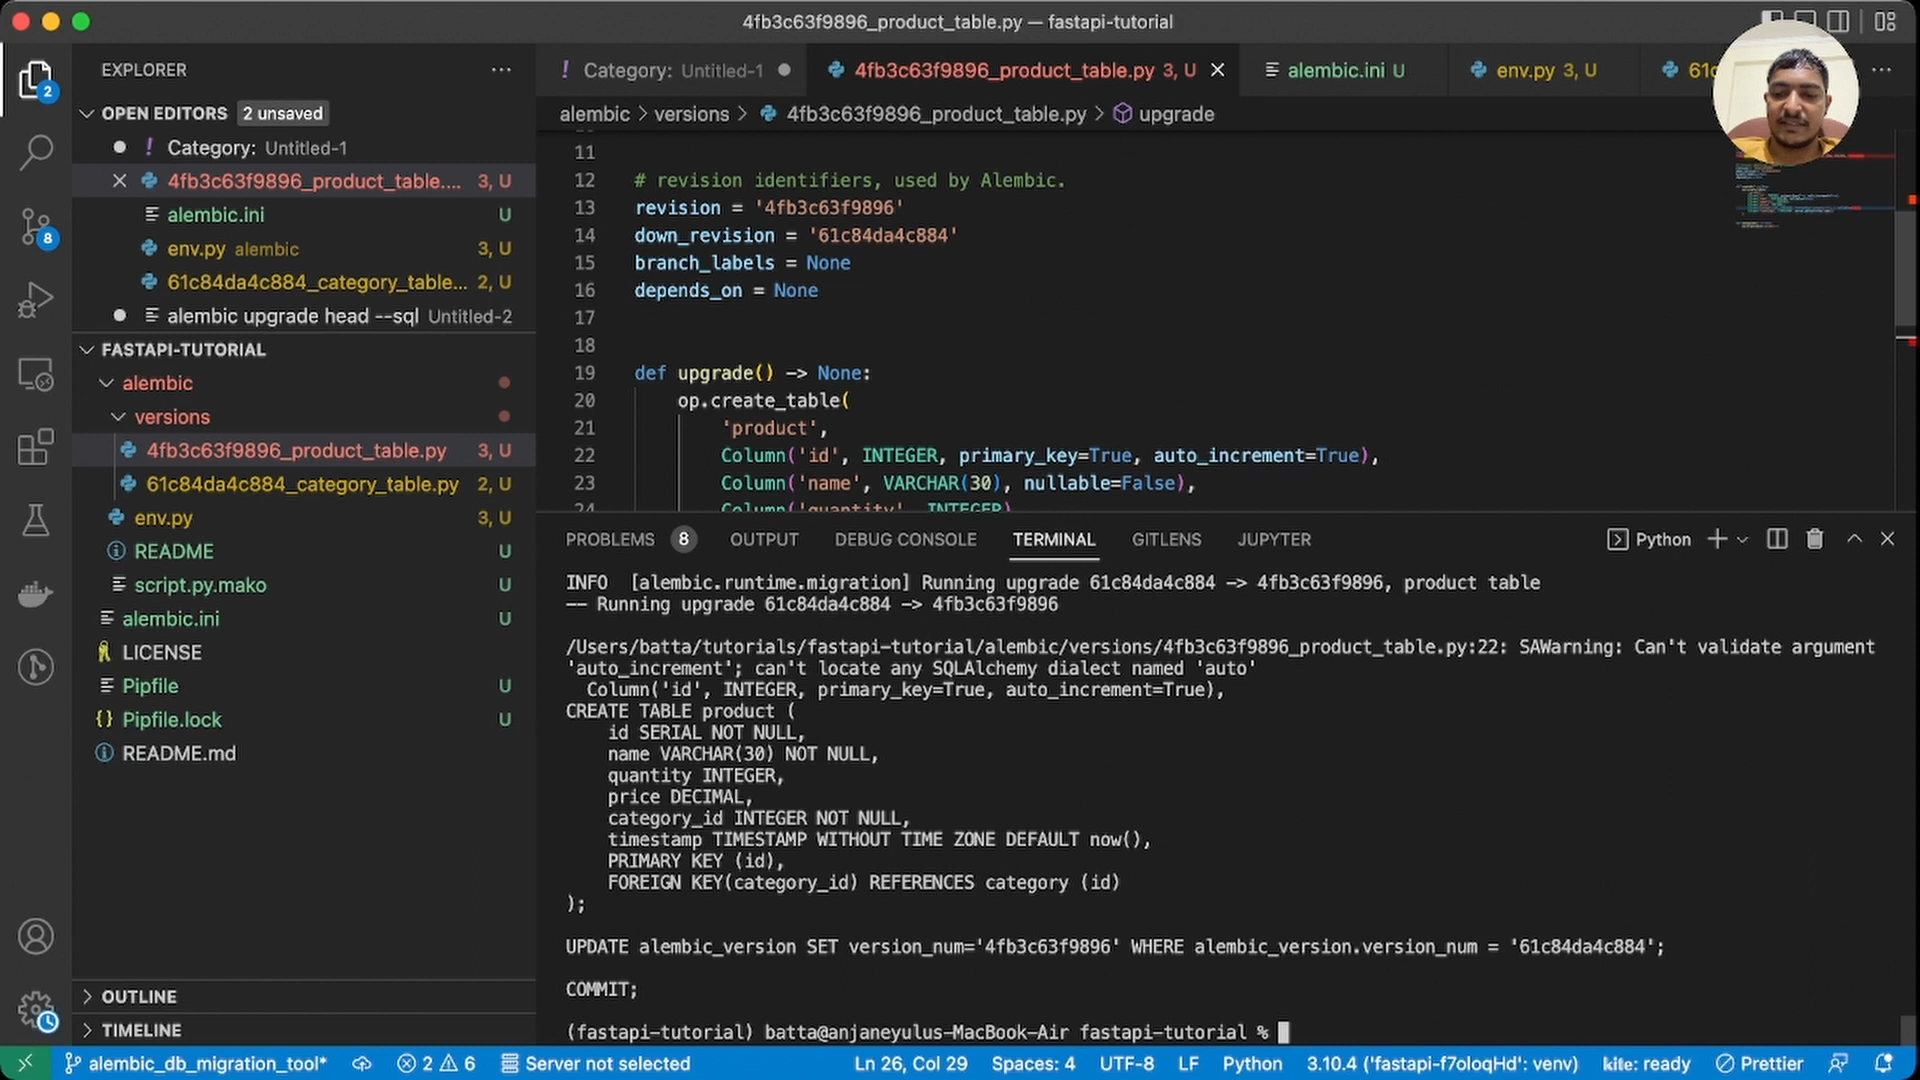 4fb3c63f9896_product_table.py — fastapi-tutorial
EXPLORER
OPEN EDITORS 2 unsaved
! Category: Untitled-1
4fb3c63f9896_product_table.... 3, U
alembic.ini U
env.py alembic 3, U
61c84da4c884_category_table... 2, U
alembic upgrade head --sql Untitled-2
FASTAPI-TUTORIAL
alembic
versions
4fb3c63f9896_product_table.py 3, U
61c84da4c884_category_table.py 2, U
env.py 3, U
README U
script.py.mako U
alembic.ini U
LICENSE
Pipfile U
{} Pipfile.lock U
README.md
OUTLINE
TIMELINE
2
8
! Category: Untitled-1
4fb3c63f9896_product_table.py 3, U
alembic.ini U
env.py 3, U
alembic > versions > 4fb3c63f9896_product_table.py > upgrade
11
12 # revision identifiers, used by Alembic.
13 revision = '4fb3c63f9896'
14 down_revision = '61c84da4c884'
15 branch_labels = None
16 depends_on = None
17
18
19 def upgrade() -> None:
20 op.create_table(
21 'product',
22 Column('id', INTEGER, primary_key=True, auto_increment=True),
23 Column('name', VARCHAR(30), nullable=False),
24 Column('quantity', INTEGER)
PROBLEMS 8 OUTPUT DEBUG CONSOLE TERMINAL GITLENS JUPYTER Python
INFO [alembic.runtime.migration] Running upgrade 61c84da4c884 -> 4fb3c63f9896, product table
-- Running upgrade 61c84da4c884 -> 4fb3c63f9896
/Users/batta/tutorials/fastapi-tutorial/alembic/versions/4fb3c63f9896_product_table.py:22: SAWarning: Can't validate argument
'auto_increment'; can't locate any SQLAlchemy dialect named 'auto'
Column('id', INTEGER, primary_key=True, auto_increment=True),
CREATE TABLE product (
id SERIAL NOT NULL,
name VARCHAR(30) NOT NULL,
quantity INTEGER,
price DECIMAL,
category_id INTEGER NOT NULL,
timestamp TIMESTAMP WITHOUT TIME ZONE DEFAULT now(),
PRIMARY KEY (id),
FOREIGN KEY(category_id) REFERENCES category (id)
);
UPDATE alembic_version SET version_num='4fb3c63f9896' WHERE alembic_version.version_num = '61c84da4c884';
COMMIT;
(fastapi-tutorial) batta@anjaneyulus-MacBook-Air fastapi-tutorial %
alembic_db_migration_tool* 2 6 Server not selected Ln 26, Col 29 Spaces: 4 UTF-8 LF Python 3.10.4 ('fastapi-f7oloqHd': venv) kite: ready Prettier